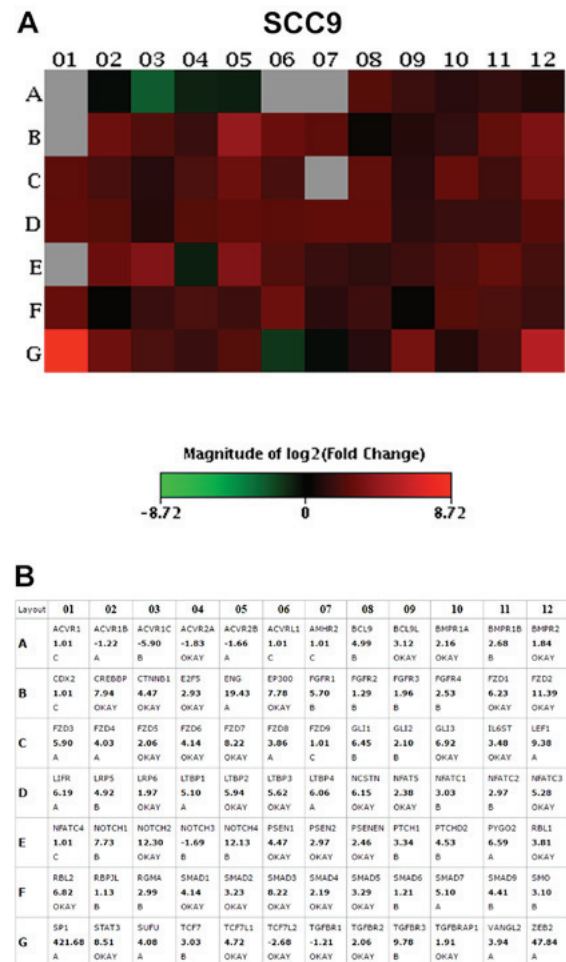 A SCC9
01 02 03 04 05 06 07 08 09 10 11 12
A
B
C
D
E
F
G
Magnitude of log2(Fold Change)
-8.72 0 8.72
B
Layout 01 02 03 04 05 06 07 08 09 10 11 12
ACVR1 ACVR1B ACVR1C ACVR2A ACVR2B ACVRL1 AMHR2 BCL9 BCL9L BMPR1A BMPR1B BMPR2
A 1.01 -1.22 -5.90 -1.83 -1.66 1.01 1.01 4.99 3.12 2.16 2.68 1.84
C A B OKAY A C C A B OKAY B OKAY
CDX2 CREBBP CTNNB1 E2F5 ENG EP300 FGFR1 FGFR2 FGFR3 FGFR4 FZD1 FZD2
B 1.01 7.94 4.47 2.93 19.43 7.78 5.70 1.29 1.96 2.53 6.23 11.39
C OKAY OKAY OKAY A OKAY B B B B OKAY OKAY
FZD3 FZD4 FZD5 FZD6 FZD7 FZD8 FZD9 GLI1 GLI2 GLI3 IL6ST LEF1
C 5.90 4.03 2.06 4.14 8.22 3.86 1.01 6.45 2.10 6.92 3.48 9.38
A A B OKAY OKAY A C B B OKAY OKAY A
LIFR LRP5 LRP6 LTBP1 LTBP2 LTBP3 LTBP4 NCSTN NFAT5 NFATC1 NFATC2 NFATC3
D 6.19 4.92 1.97 5.10 5.94 5.62 6.06 6.15 2.38 3.03 2.97 5.28
A B OKAY A OKAY OKAY A OKAY OKAY B B OKAY
NFATC4 NOTCH1 NOTCH2 NOTCH3 NOTCH4 PSEN1 PSEN2 PSENEN PTCH1 PTCHD2 PYGO2 RBL1
E 1.01 7.73 12.30 -1.69 12.13 4.47 2.97 2.46 3.34 4.53 6.59 3.81
C B OKAY OKAY B OKAY OKAY OKAY B OKAY A OKAY
RBL2 RBPJL RGMA SMAD1 SMAD2 SMAD3 SMAD4 SMAD5 SMAD6 SMAD7 SMAD9 SMO
F 6.82 1.13 2.99 4.14 3.23 8.22 2.19 3.29 1.21 5.10 4.41 3.10
OKAY B B OKAY OKAY OKAY OKAY OKAY B A A B
SP1 STAT3 SUFU TCF7 TCF7L1 TCF7L2 TGFBR1 TGFBR2 TGFBR3 TGFBRAP1 VANGL2 ZEB2
G 421.68 8.51 4.08 3.03 4.72 -2.68 -1.21 2.06 9.78 1.91 3.94 47.84
A OKAY A B OKAY OKAY OKAY OKAY B OKAY A A